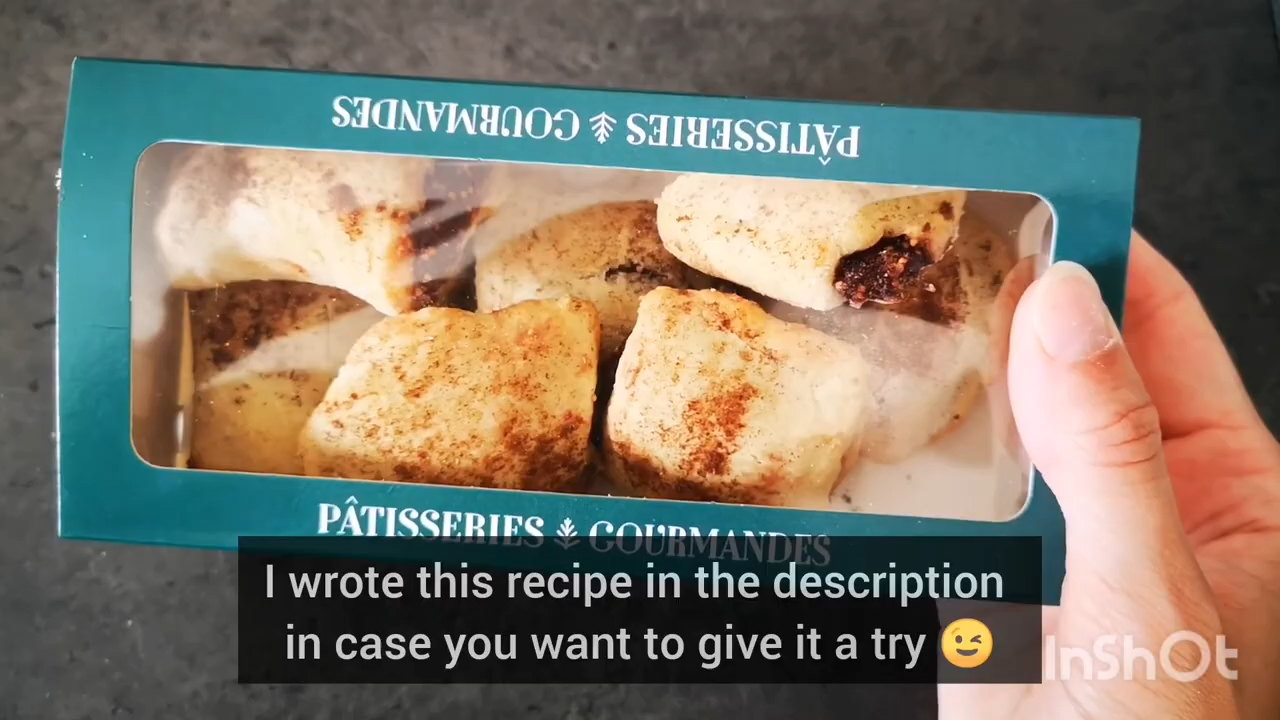 PÂTISSERIES GOURMANDES
PÂTISSERIES GOURMANDES
I wrote this recipe in the description
in case you want to give it a try 😉
InShOt